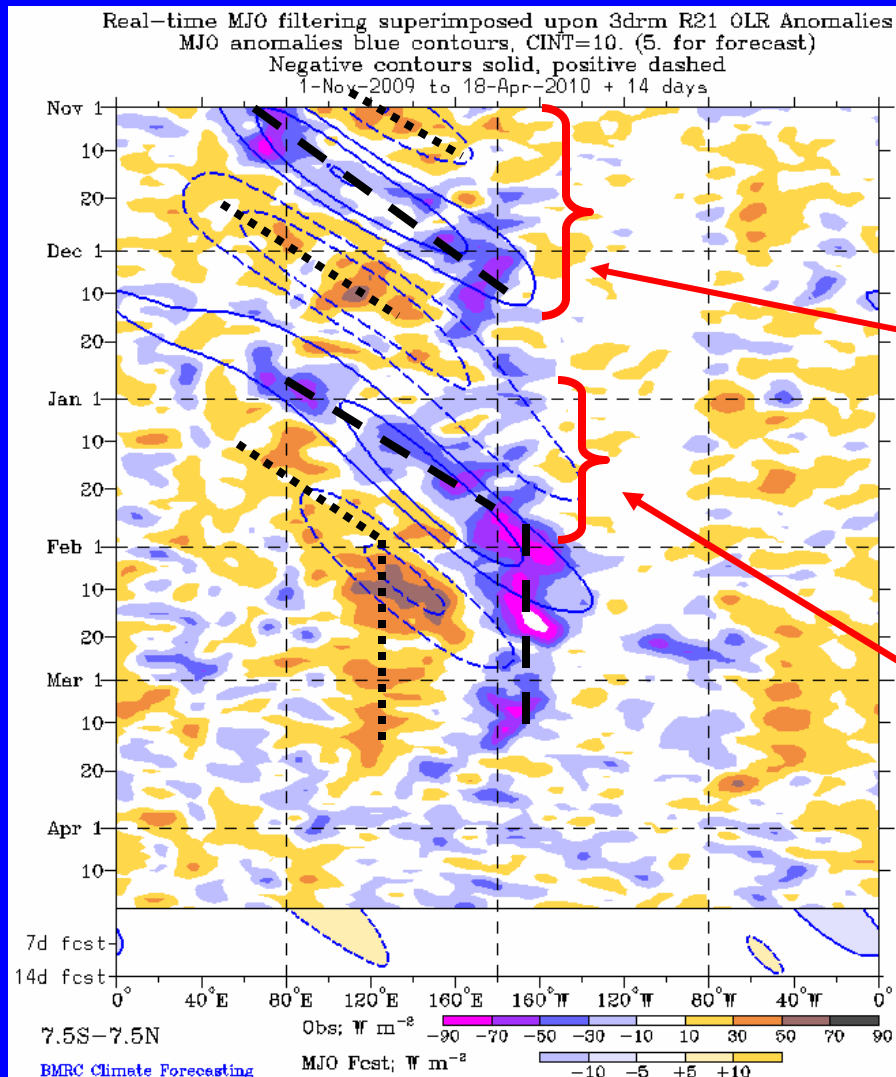 Real-time MJO filtering superimposed upon 3drm R21 OLR Anomalies
MJO anomalies blue contours, CINT=10. (5. for forecast)
Negative contours solid, positive dashed
1-Nov-2009 to 18-Apr-2010 + 14 days
Nov 1
10
20
Dec 1
10
20
Jan 1
10
20
Feb 1
10
20
Mar 1
10
20
Apr 1
10
7d fcst
14d fcst
0° 40°E 80°E 120°E 160°E 160°W 120°W 80°W 40°W 0°
7.5S-7.5N
Obs; W m⁻²
-90 -70 -50 -30 -10 10 30 50 70 90
BMRC Climate Forecasting
MJO Fcst; W m⁻²
-10 -5 +5 +10